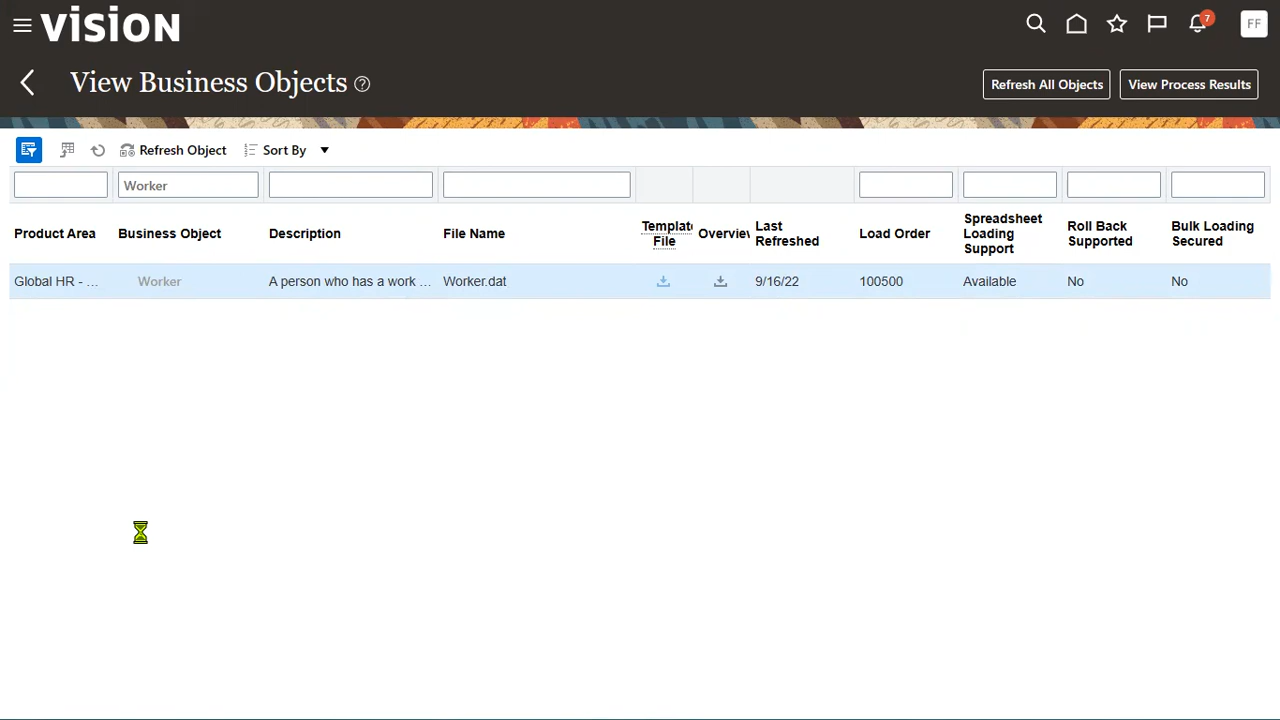 vision
7
FF
View Business Objects ?
Refresh All Objects
View Process Results
Refresh Object
Sort By
Worker
Product Area
Business Object
Description
File Name
Template File
Overview
Last Refreshed
Load Order
Spreadsheet Loading Support
Roll Back Supported
Bulk Loading Secured
Global HR - ...
Worker
A person who has a work ...
Worker.dat
9/16/22
100500
Available
No
No